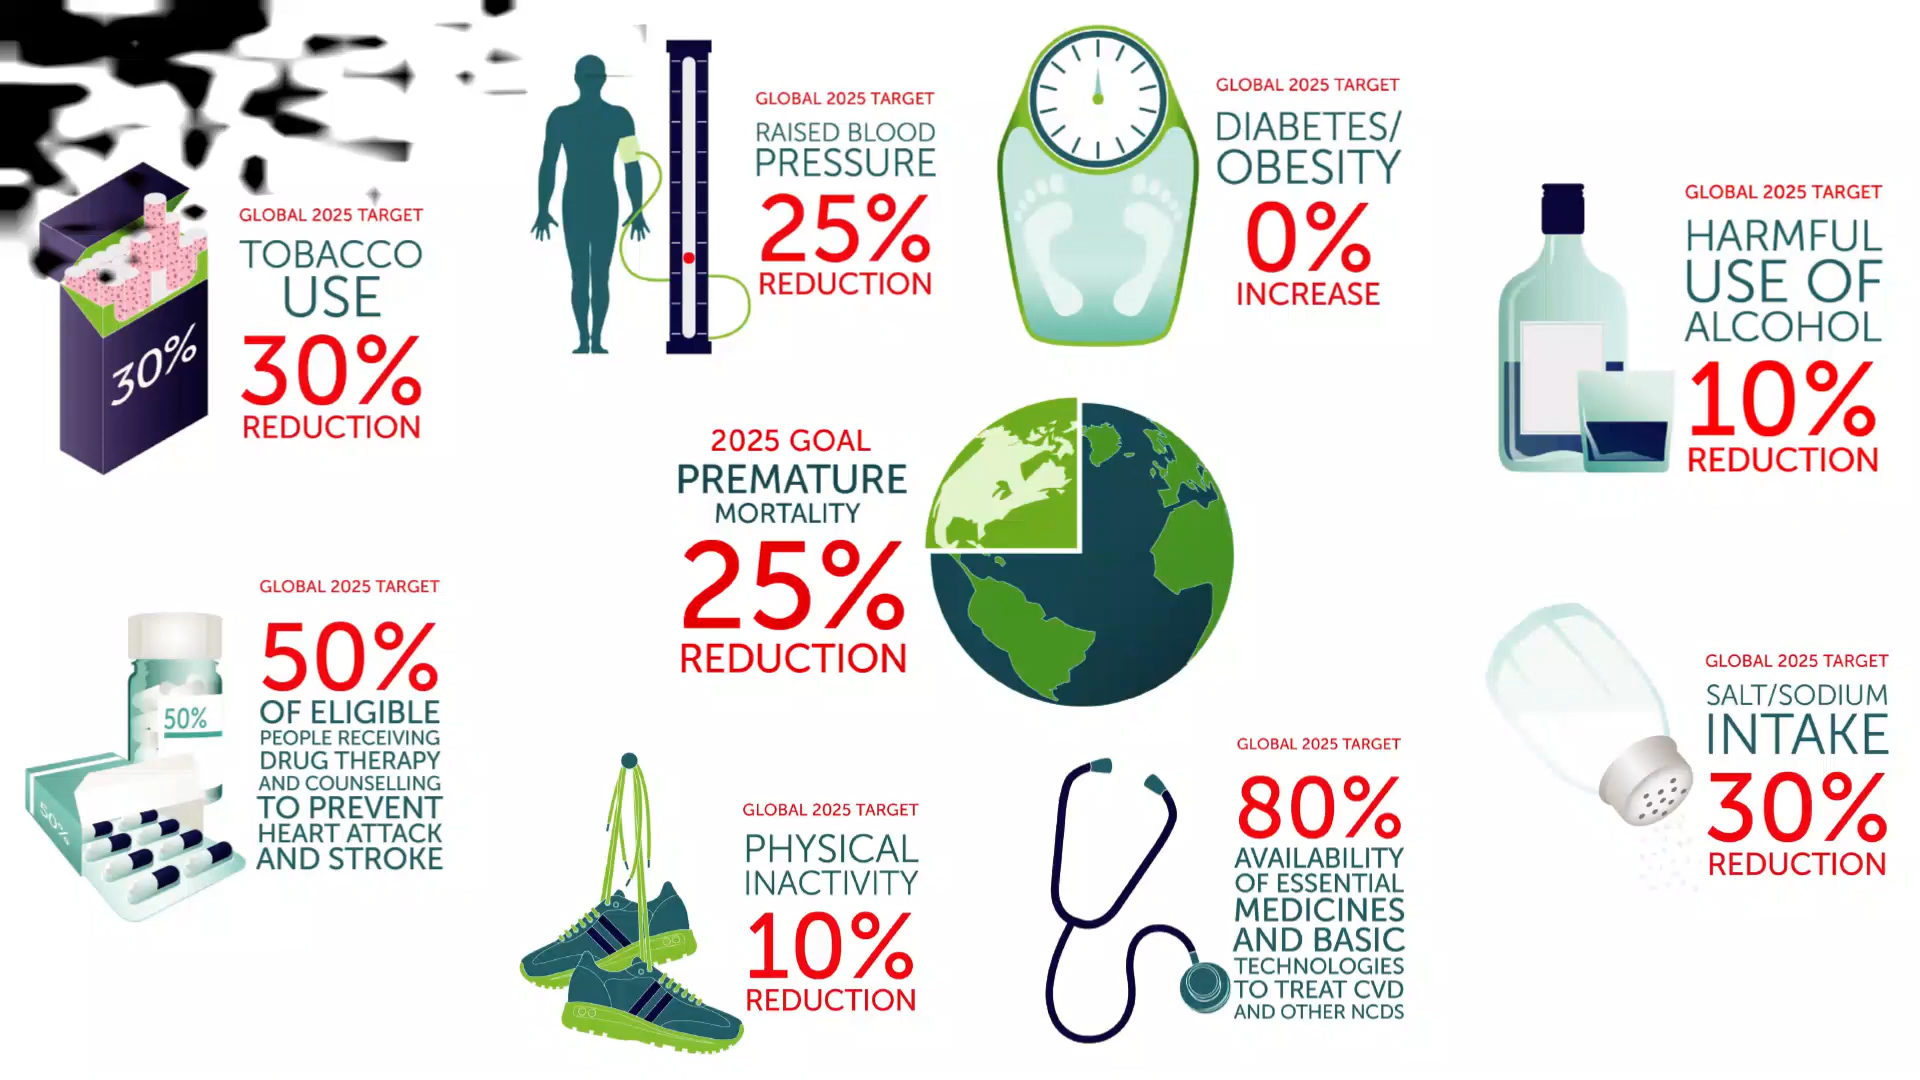 GLOBAL 2025 TARGET
TOBACCO
USE
30%
REDUCTION
30%
GLOBAL 2025 TARGET
RAISED BLOOD
PRESSURE
25%
REDUCTION
GLOBAL 2025 TARGET
DIABETES/
OBESITY
0%
INCREASE
GLOBAL 2025 TARGET
HARMFUL
USE OF
ALCOHOL
10%
REDUCTION
2025 GOAL
PREMATURE
MORTALITY
25%
REDUCTION
GLOBAL 2025 TARGET
50%
OF ELIGIBLE
PEOPLE RECEIVING
DRUG THERAPY
AND COUNSELLING
TO PREVENT
HEART ATTACK
AND STROKE
50%
50%
GLOBAL 2025 TARGET
PHYSICAL
INACTIVITY
10%
REDUCTION
GLOBAL 2025 TARGET
80%
AVAILABILITY
OF ESSENTIAL
MEDICINES
AND BASIC
TECHNOLOGIES
TO TREAT CVD
AND OTHER NCDS
GLOBAL 2025 TARGET
SALT/SODIUM
INTAKE
30%
REDUCTION